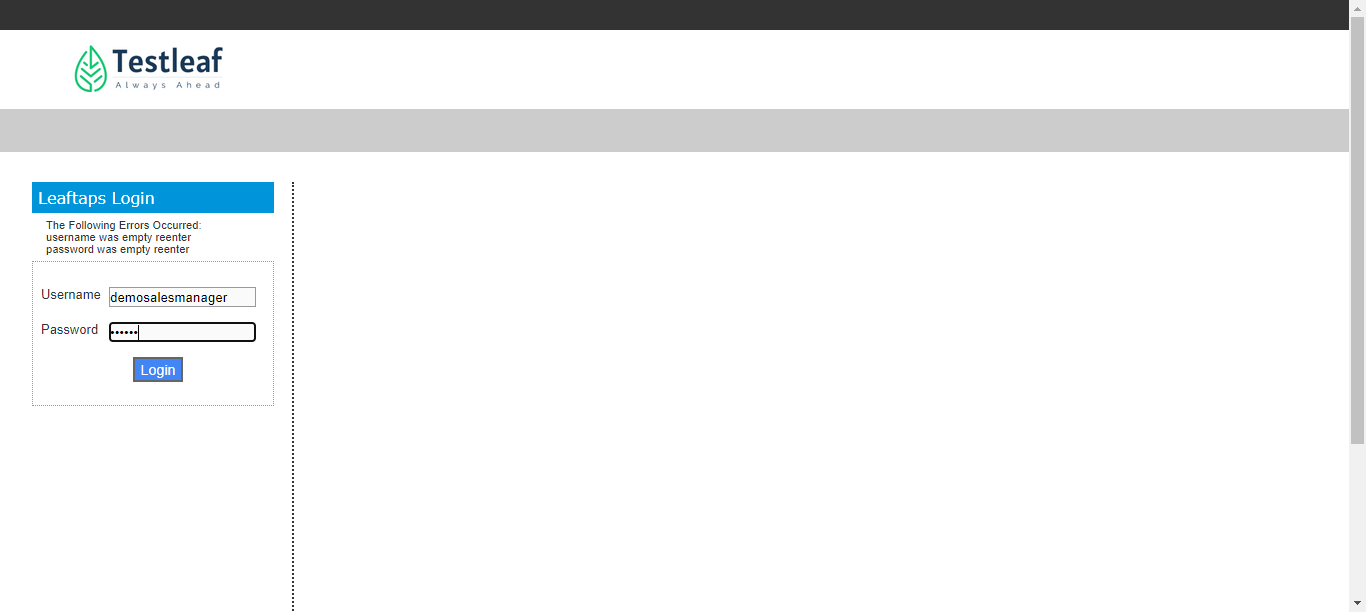 Testleaf
Always Ahead
Leaftaps Login
The Following Errors Occurred:
username was empty reenter
password was empty reenter
Username demosalesmanager
Password ••••••
Login